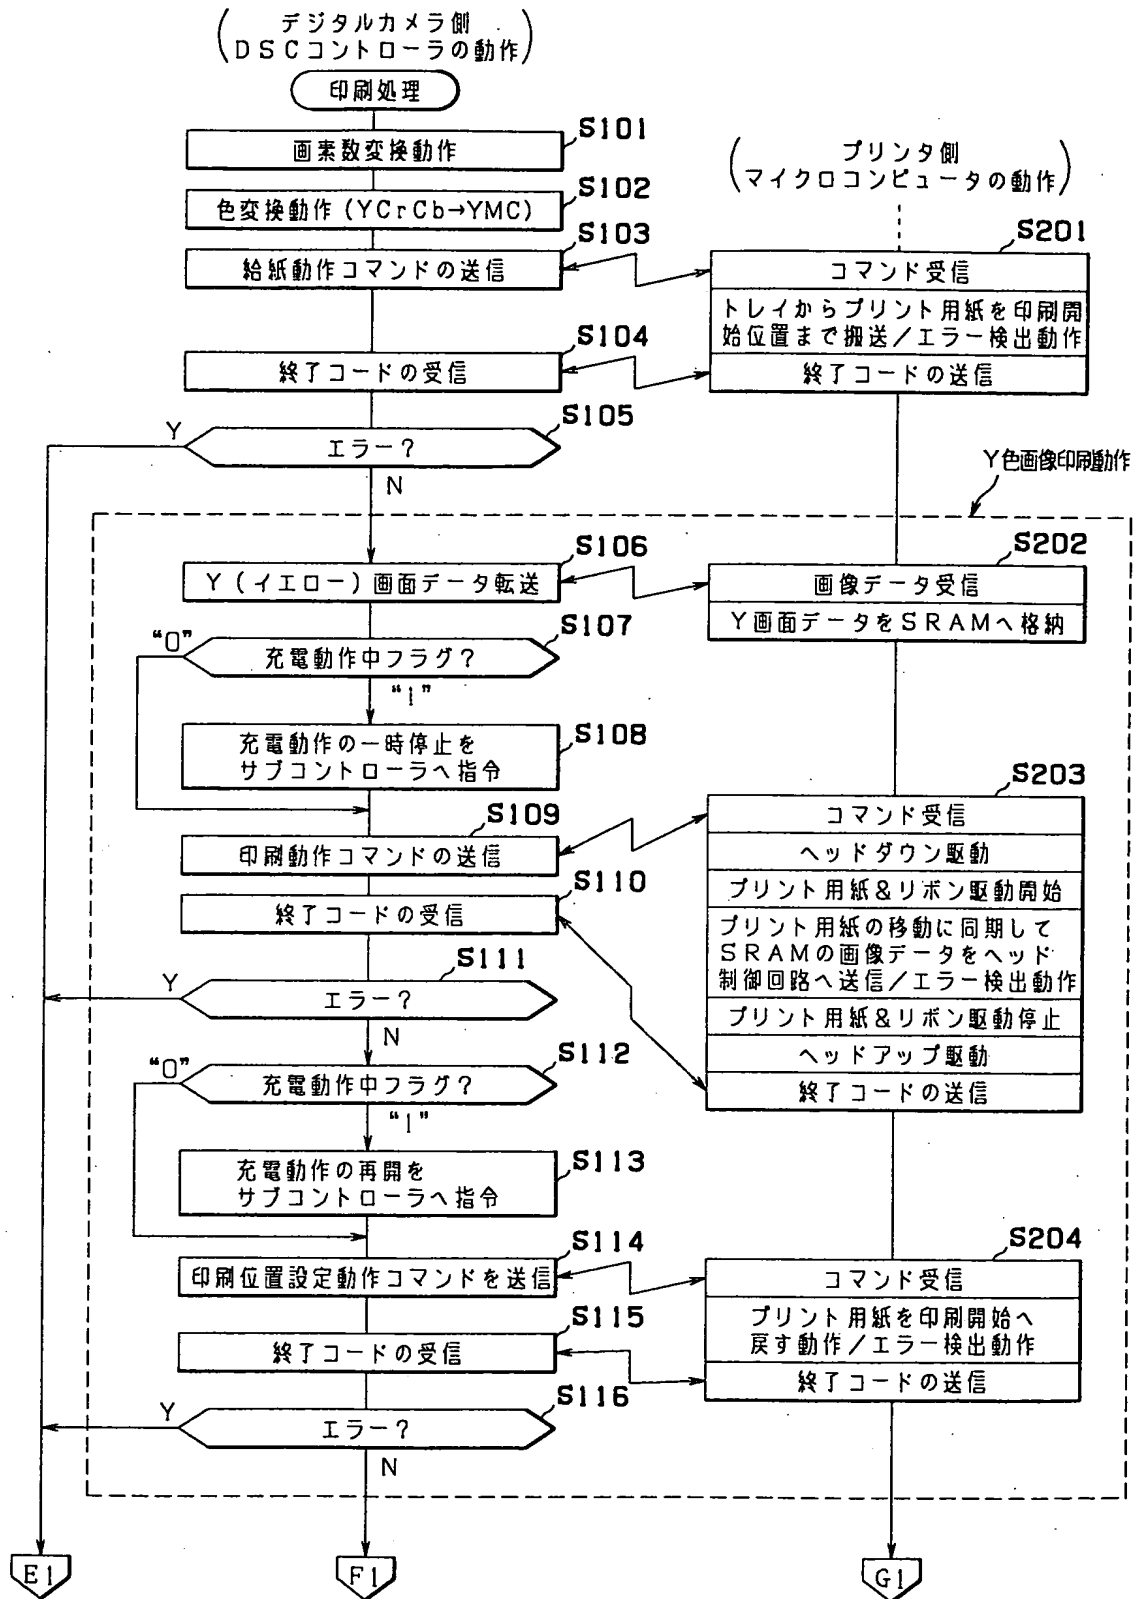 デジタルカメラ側
DSCコントローラの動作
印刷処理
S101
画素数変換動作
プリンタ側
マイクロコンピュータの動作
S102
色変換動作(YCrCb→YMC)
S103
給紙動作コマンドの送信
S201
コマンド受信
トレイからプリント用紙を印刷開
始位置まで搬送/エラー検出動作
終了コードの送信
S104
終了コードの受信
S105
エラー?
Y
N
Y色画像印刷動作
S106
Y(イエロー)画面データ転送
S202
画像データ受信
Y画面データをSRAMへ格納
S107
充電動作中フラグ?
“0”
“1”
S108
充電動作の一時停止を
サブコントローラへ指令
S109
印刷動作コマンドの送信
S203
コマンド受信
ヘッドダウン駆動
プリント用紙&リボン駆動開始
プリント用紙の移動に同期して
SRAMの画像データをヘッド
制御回路へ送信/エラー検出動作
プリント用紙&リボン駆動停止
ヘッドアップ駆動
終了コードの送信
S110
終了コードの受信
S111
エラー?
Y
N
S112
充電動作中フラグ?
“0”
“1”
S113
充電動作の再開を
サブコントローラへ指令
S114
印刷位置設定動作コマンドを送信
S204
コマンド受信
プリント用紙を印刷開始へ
戻す動作/エラー検出動作
終了コードの送信
S115
終了コードの受信
S116
エラー?
Y
N
E1
F1
G1